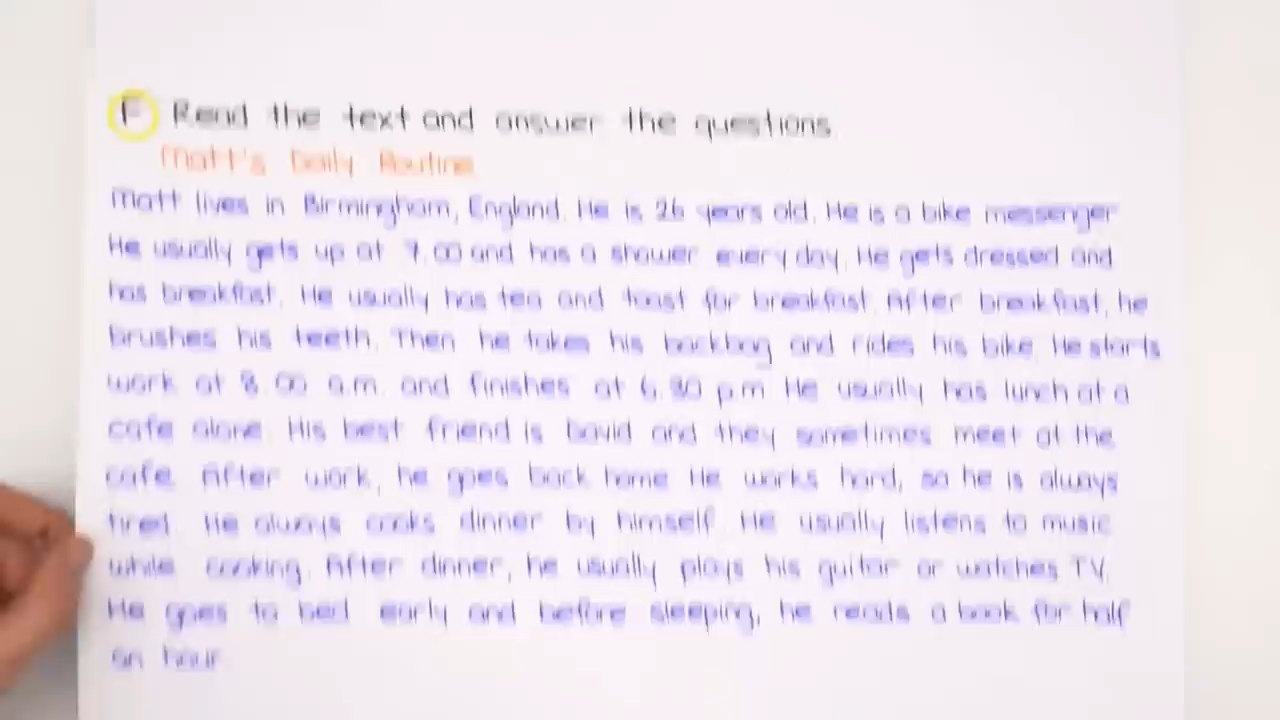 F Read the text and answer the questions.
Matt's Daily Routine
Matt lives in Birmingham, England. He is 26 years old. He is a bike messenger
He usually gets up at 7.00 and has a shower every day. He gets dressed and
has breakfast. He usually has tea and toast for breakfast. After breakfast, he
brushes his teeth. Then he takes his backbag and rides his bike. He starts
work at 8.00 a.m. and finishes at 6.30 p.m. He usually has lunch at a
cafe alone. His best friend is David and they sometimes meet at the
cafe. After work, he goes back home. He works hard, so he is always
tired. He always cooks dinner by himself. He usually listens to music
while cooking. After dinner, he usually plays his guitar or watches TV.
He goes to bed early and before sleeping, he reads a book for half
an hour.